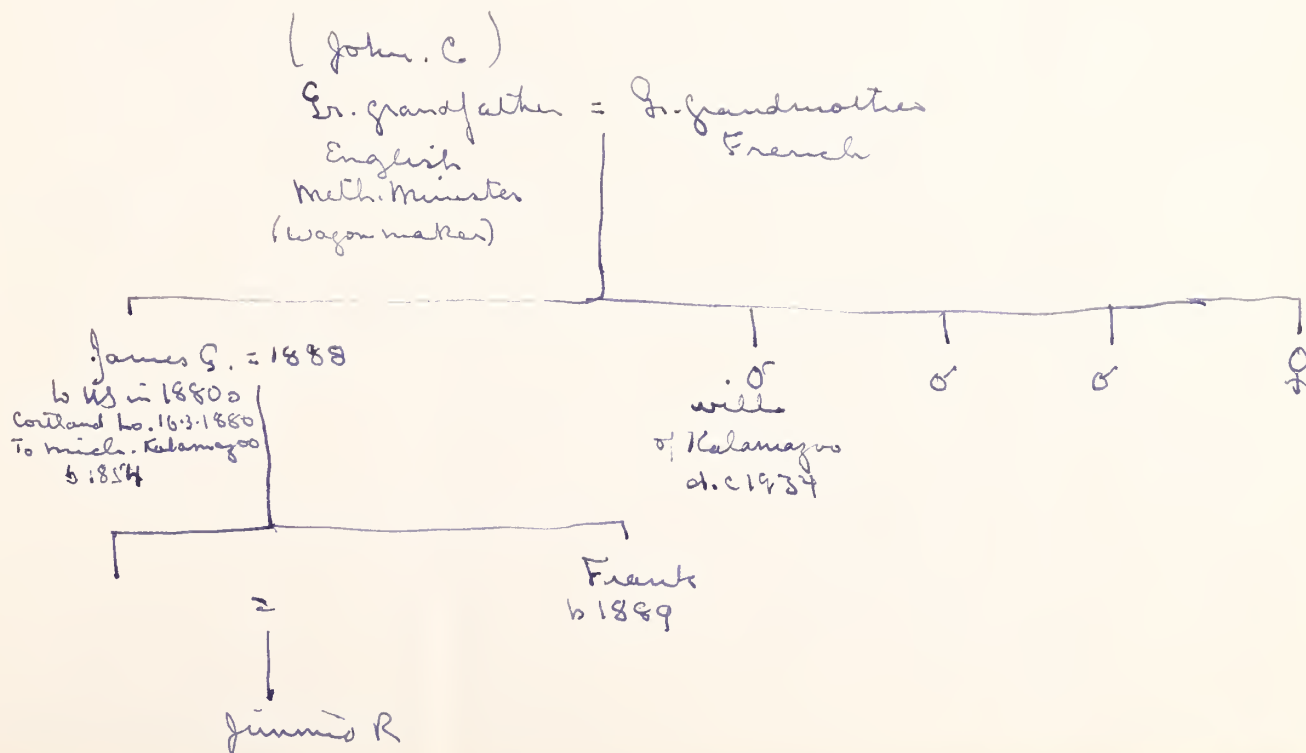 (John. C)
Gr. grandfather = Gr. grandmother
English
French
Meth. Minister
(wagon maker)
James G. = 1888
to US in 1880s
Cortland Co. 16.3.1880
To Mich. Kalamazoo
b 1854
♂ ♂ ♂ ♀
will
of Kalamazoo
d. c 1934
=
Frank
b 1889
Jimmie R